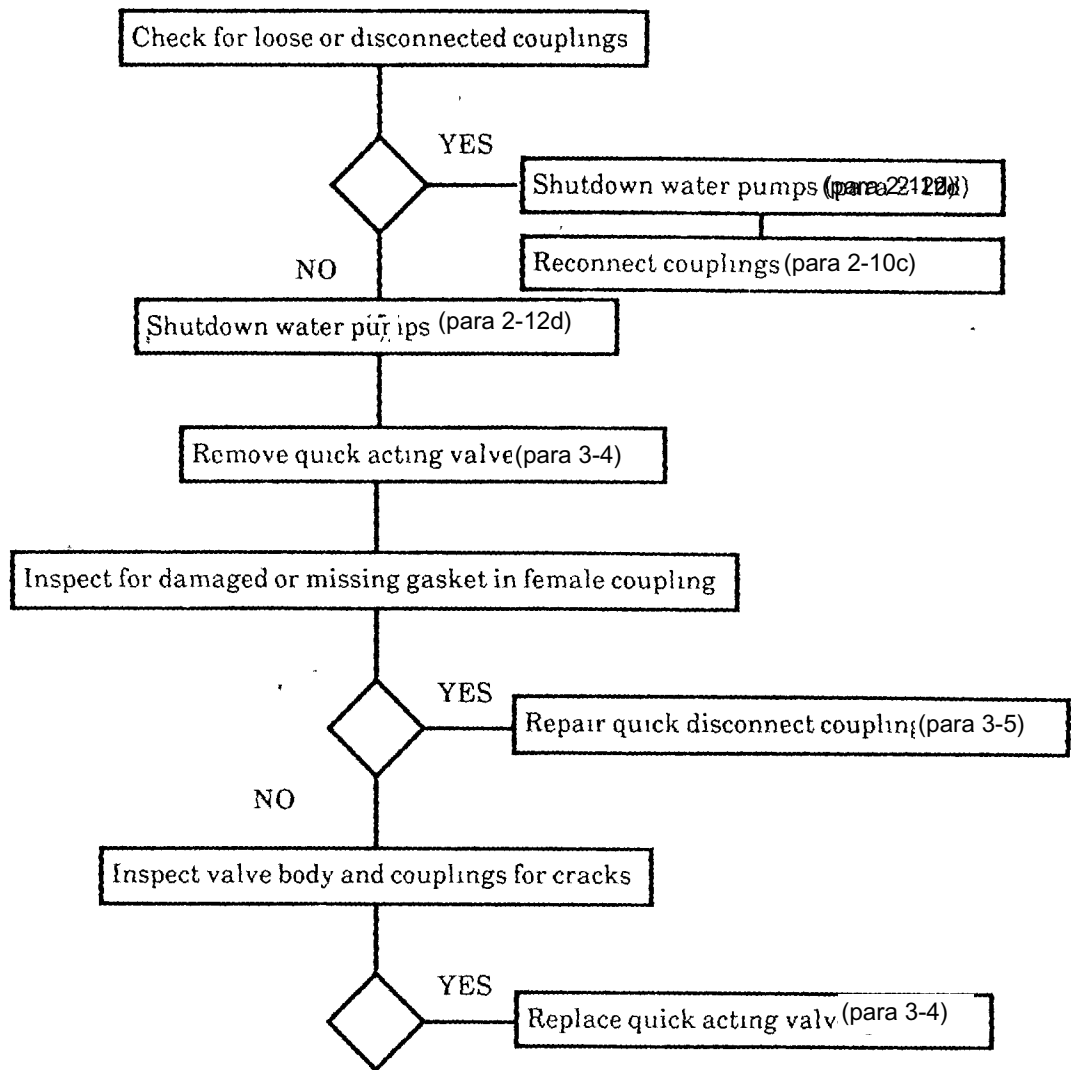 Check for loose or disconnected couplings
YES
Shutdown water pumps
Reconnect couplings (para 2-10c)
NO
Shutdown water (para 2-12d)
Remove quick acting valve (para 3-4)
Inspect for damaged or missing gasket in female coupling
YES
Repair quick disconnect coupling (para 3-5)
NO
Inspect valve body and couplings for cracks
YES
Replace quick acting valv (para 3-4)